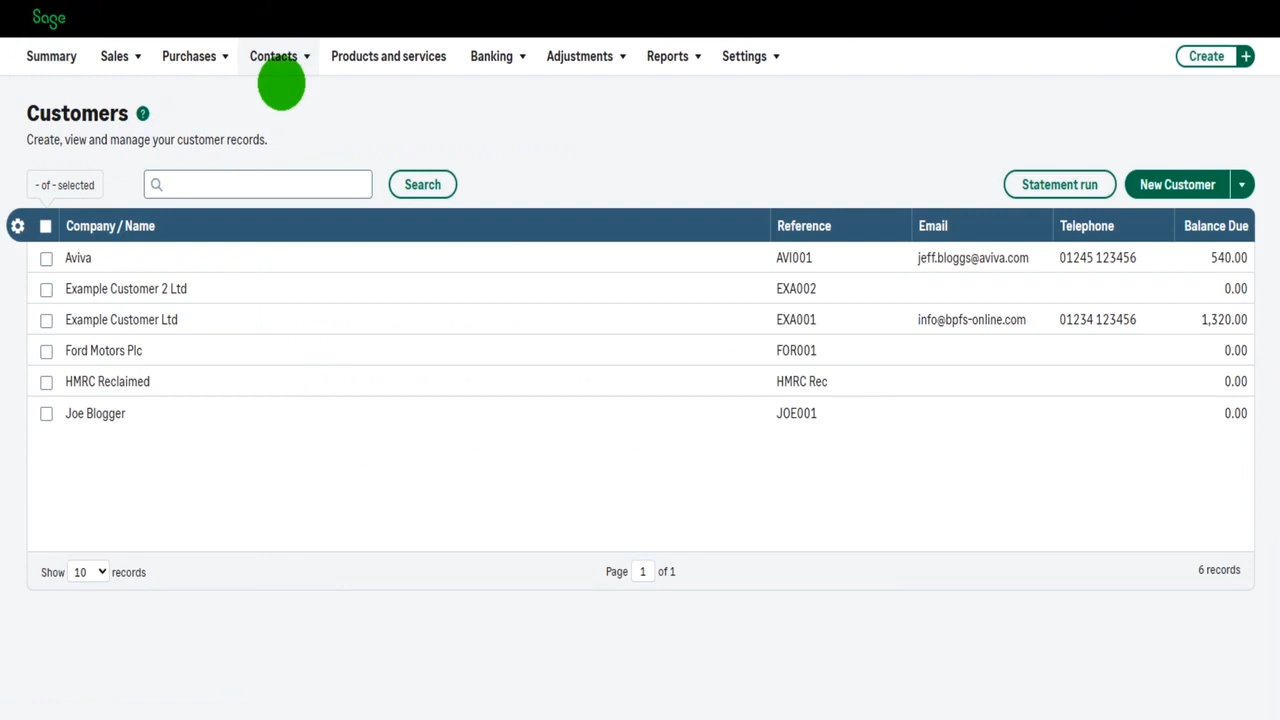 Sage
Summary Sales Purchases Contacts Products and services Banking Adjustments Reports Settings Create +
Customers ?
Create, view and manage your customer records.
- of - selected Search Statement run New Customer
Company / Name Reference Email Telephone Balance Due
Aviva AVI001 jeff.bloggs@aviva.com 01245 123456 540.00
Example Customer 2 Ltd EXA002 0.00
Example Customer Ltd EXA001 info@bpfs-online.com 01234 123456 1,320.00
Ford Motors Plc FOR001 0.00
HMRC Reclaimed HMRC Rec 0.00
Joe Blogger JOE001 0.00
Show 10 records Page 1 of 1 6 records